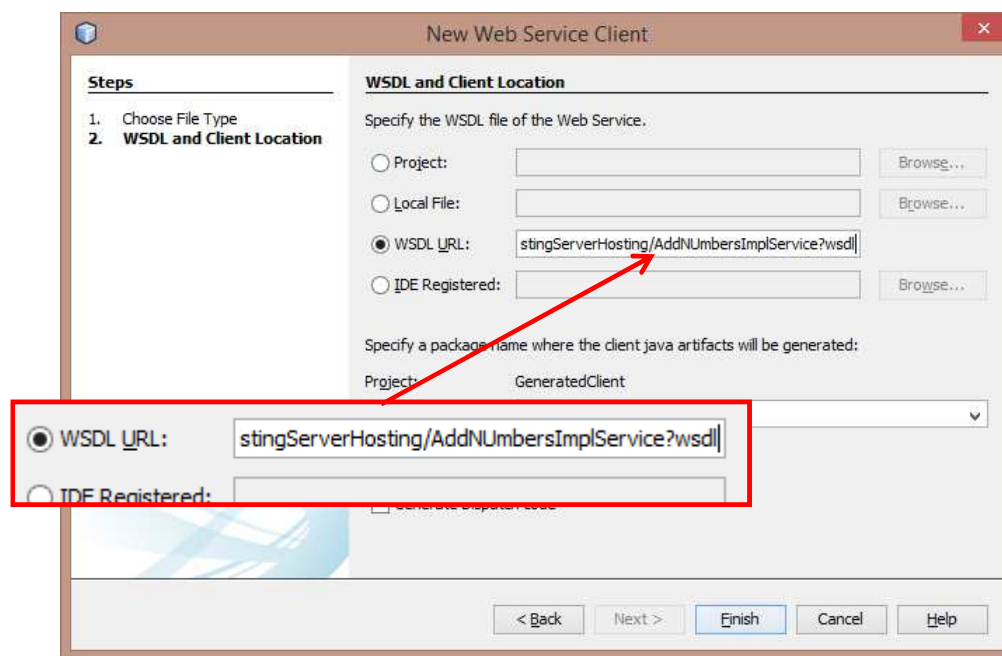 New Web Service Client
Steps
1. Choose File Type
2. WSDL and Client Location
WSDL and Client Location
Specify the WSDL file of the Web Service.
Project:
Browse...
Local File:
Browse...
WSDL URL: stingServerHosting/AddNUmbersImplService?wsdl
IDE Registered:
Browse...
Specify a package name where the client java artifacts will be generated:
Project: GeneratedClient
WSDL URL: stingServerHosting/AddNUmbersImplService?wsdl
IDE Registered:
Generate Dispatch code
< Back Next > Finish Cancel Help